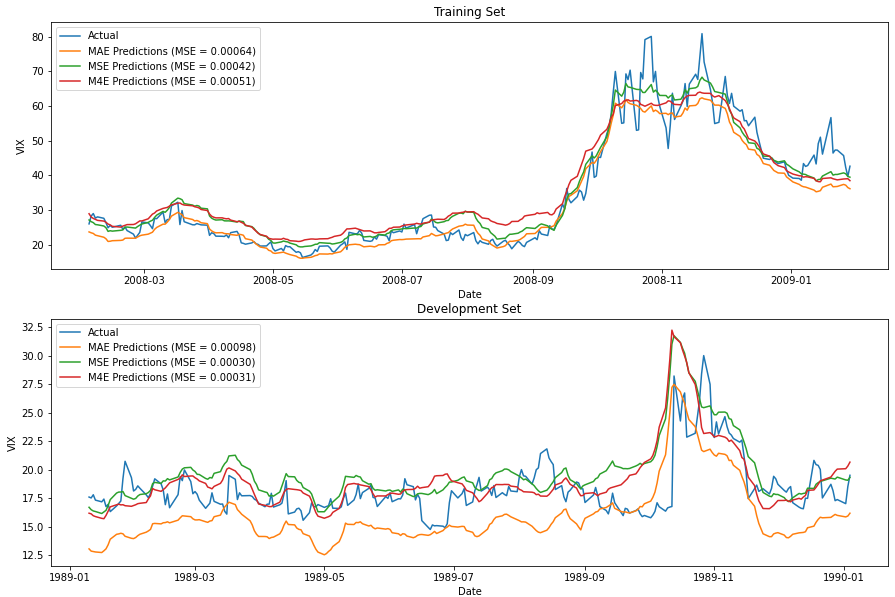 Training Set
Actual
MAE Predictions (MSE = 0.00064)
MSE Predictions (MSE = 0.00042)
M4E Predictions (MSE = 0.00051)
80
70
60
50
40
30
20
VIX
2008-03
2008-05
2008-07
2008-09
2008-11
2009-01
Date
Development Set
Actual
MAE Predictions (MSE = 0.00098)
MSE Predictions (MSE = 0.00030)
M4E Predictions (MSE = 0.00031)
32.5
30.0
27.5
25.0
22.5
20.0
17.5
15.0
12.5
VIX
1989-01
1989-03
1989-05
1989-07
1989-09
1989-11
1990-01
Date